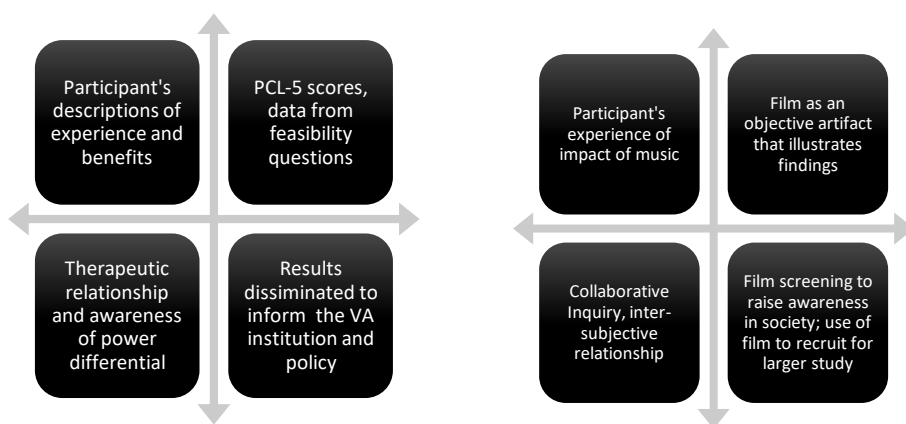 Participant's
descriptions of
experience and
benefits
PCL-5 scores,
data from
feasibility
questions
Therapeutic
relationship
and awareness
of power
differential
Results
dissiminated to
inform the VA
institution and
policy
Participant's
experience of
impact of music
Film as an
objective artifact
that illustrates
findings
Collaborative
Inquiry, inter-
subjective
relationship
Film screening to
raise awareness
in society; use of
film to recruit for
larger study